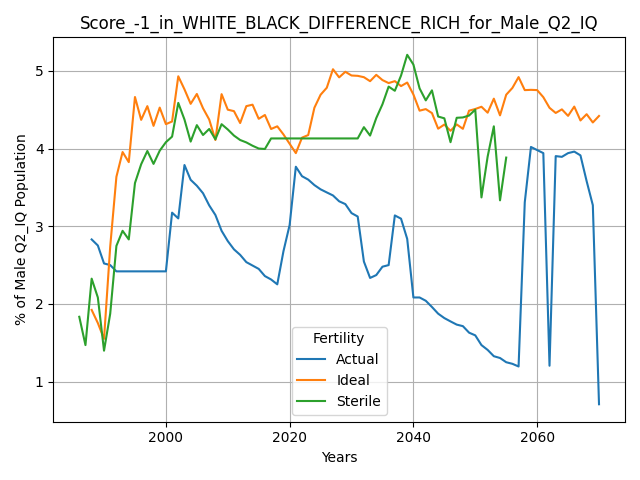 Score_-1_in_WHITE_BLACK_DIFFERENCE_RICH_for_Male_Q2_IQ
% of Male Q2_IQ Population
5
4
3
2
1
Fertility
Actual
Ideal
Sterile
2000
2020
2040
2060
Years